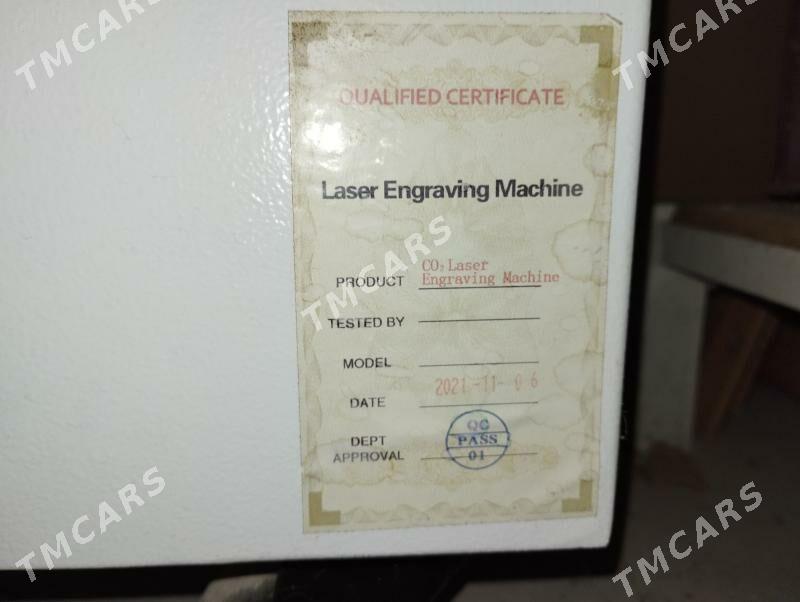 TMCARS
TMCARS
QUALIFIED CERTIFICATE
Laser Engraving Machine
TMCARS
PRODUCT CO₂ Laser
Engraving Machine
TESTED BY
MODEL
DATE 2021-11-06
DEPT
APPROVAL
QC
PASS
01
TMCARS
TMCARS